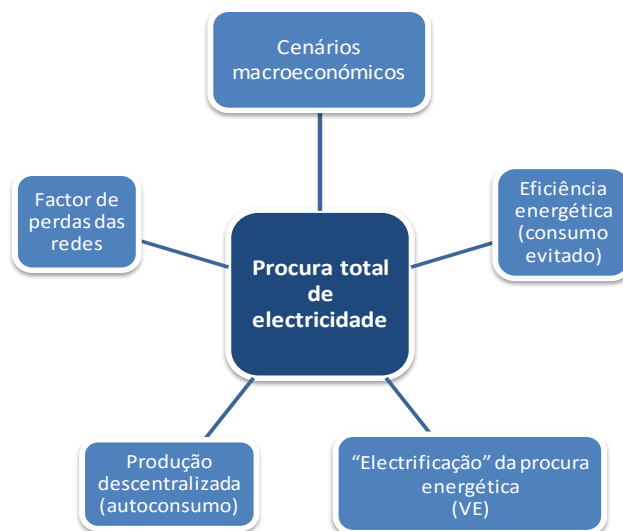 Cenários
macroeconómicos
Factor de
perdas das
redes
Eficiência
energética
(consumo
evitado)
Procura total
de
electricidade
Produção
descentralizada
(autoconsumo)
“Electrificação” da procura
energética
(VE)